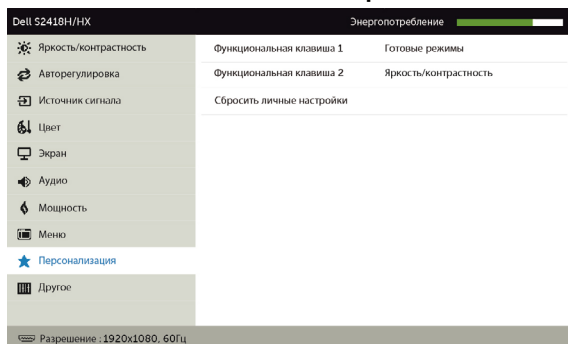 Dell S2418H/HX Энергопотребление
Яркость/контрастность Функциональная клавиша 1 Готовые режимы
Авторегулировка Функциональная клавиша 2 Яркость/контрастность
Источник сигнала Сбросить личные настройки
Цвет
Экран
Аудио
Мощность
Меню
Персонализация
Другое
Разрешение : 1920x1080, 60Гц